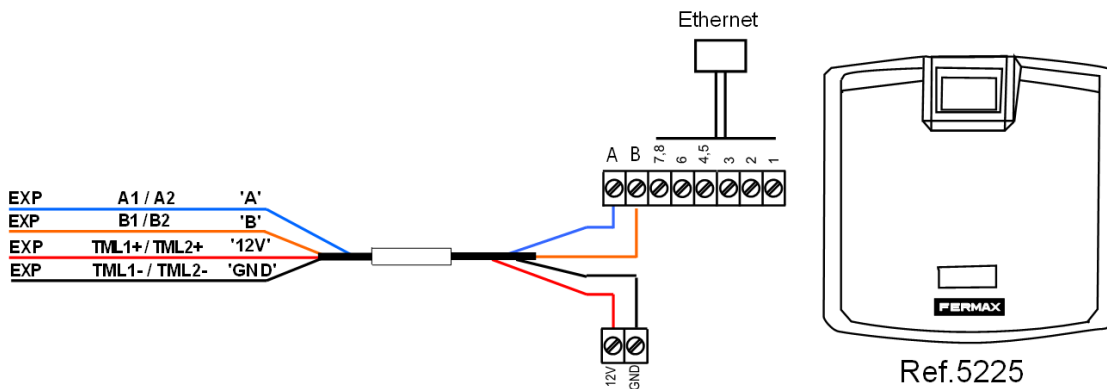 Ethernet
A B 7,8 6 4,5 3 2 1
EXP A1 / A2 'A'
EXP B1 / B2 'B'
EXP TML1+ / TML2+ '12V'
EXP TML1- / TML2- 'GND'
12V GND
FERMAX
Ref.5225